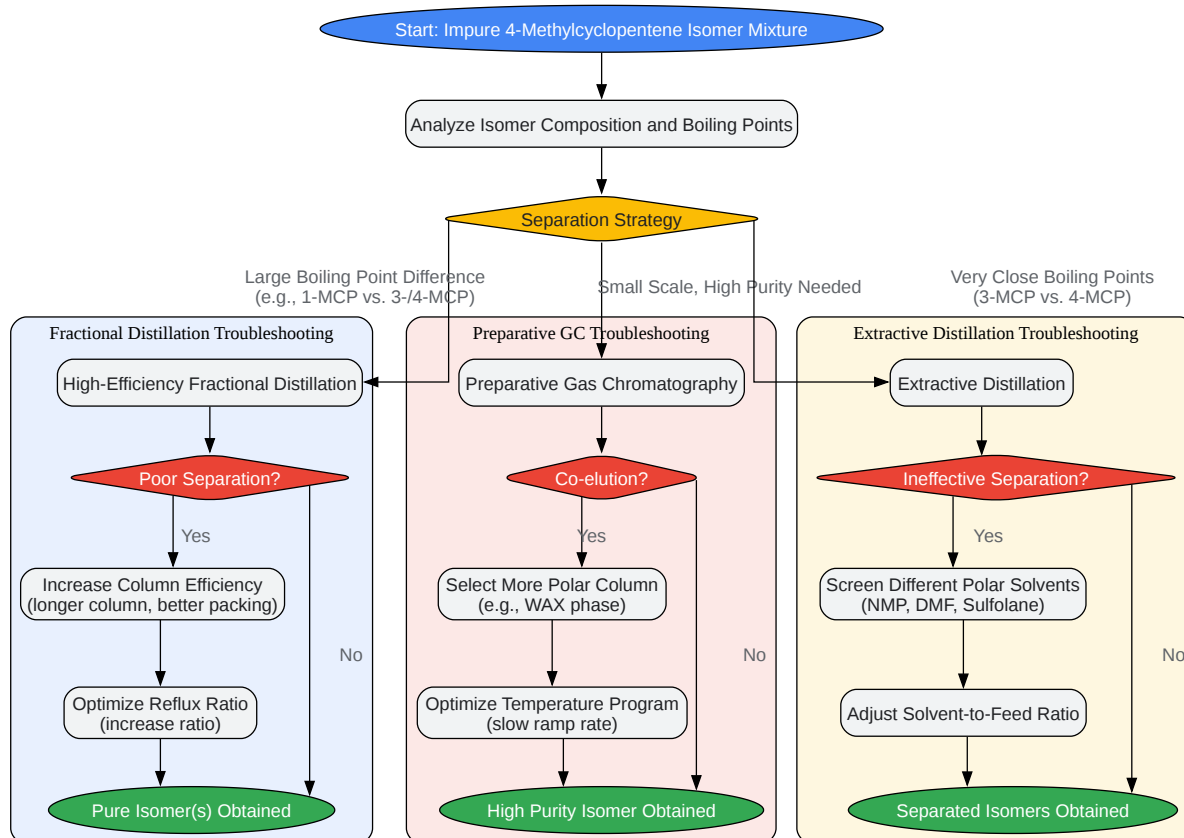 Start: Impure 4-Methylcyclopentene Isomer Mixture
Analyze Isomer Composition and Boiling Points
Separation Strategy
Large Boiling Point Difference
(e.g., 1-MCP vs. 3-/4-MCP)
Small Scale, High Purity Needed
Very Close Boiling Points
(3-MCP vs. 4-MCP)
Fractional Distillation Troubleshooting
High-Efficiency Fractional Distillation
Poor Separation?
Yes
Increase Column Efficiency
(longer column, better packing)
No
Optimize Reflux Ratio
(increase ratio)
Pure Isomer(s) Obtained
Preparative GC Troubleshooting
Preparative Gas Chromatography
Co-elution?
Yes
Select More Polar Column
(e.g., WAX phase)
No
Optimize Temperature Program
(slow ramp rate)
High Purity Isomer Obtained
Extractive Distillation Troubleshooting
Extractive Distillation
Ineffective Separation?
Yes
Screen Different Polar Solvents
(NMP, DMF, Sulfolane)
No
Adjust Solvent-to-Feed Ratio
Separated Isomers Obtained